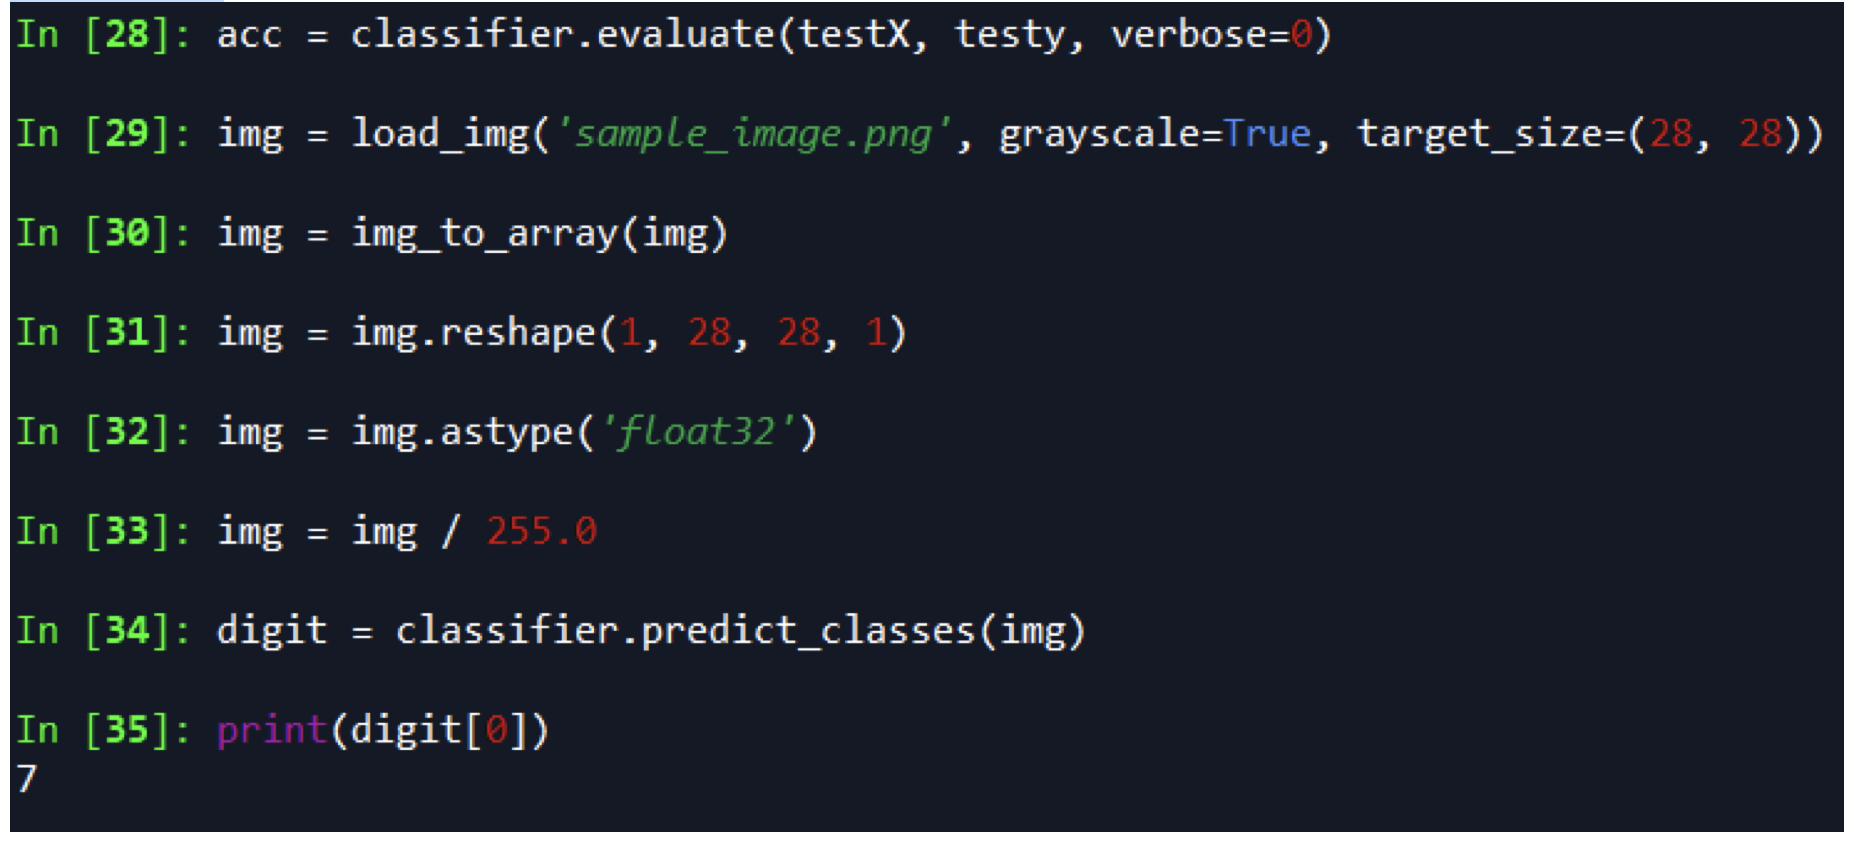 In [28]: acc = classifier.evaluate(testX, testy, verbose=0)
In [29]: img = load_img('sample_image.png', grayscale=True, target_size=(28, 28))
In [30]: img = img_to_array(img)
In [31]: img = img.reshape(1, 28, 28, 1)
In [32]: img = img.astype('float32')
In [33]: img = img / 255.0
In [34]: digit = classifier.predict_classes(img)
In [35]: print(digit[0])
7